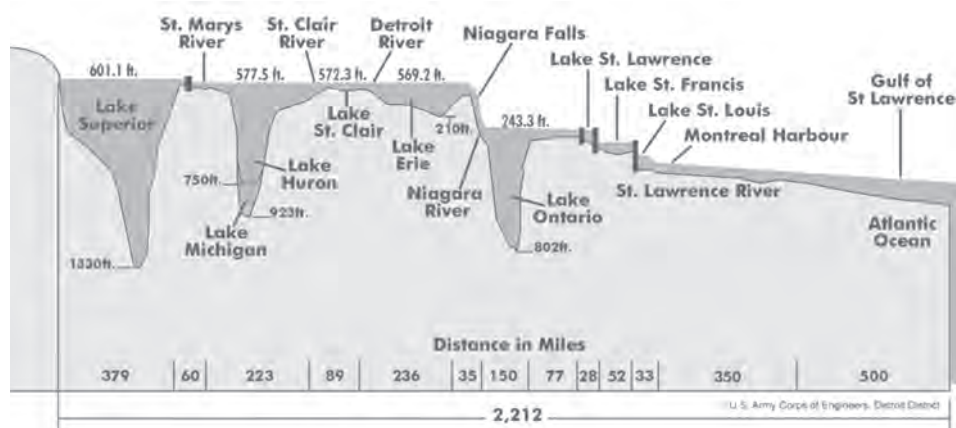 St. Marys
River
St. Clair
River
Detroit
River
Niagara Falls
Lake St. Lawrence
Lake St. Francis
Lake St. Louis
Montreal Harbour
Gulf of
St Lawrence
601.1 ft.
577.5 ft.
572.3 ft.
569.2 ft.
243.3 ft.
Lake
Superior
Lake
St. Clair
Lake
Erie
210ft.
Lake
Huron
750ft.
923ft.
Lake
Michigan
Niagara
River
Lake
Ontario
802ft.
1330ft.
St. Lawrence River
Atlantic
Ocean
Distance in Miles
379 60 223 89 236 35 150 77 28 52 33 350 500
U.S. Army Corps of Engineers, Detroit District
2,212